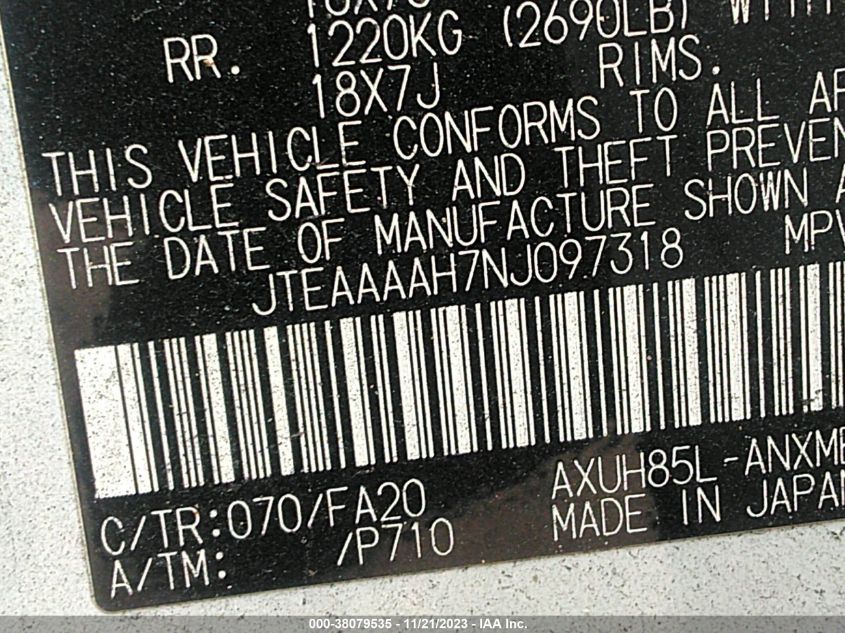 RR. 1220KG (2690LB) WITH
18X7J RIMS.
THIS VEHICLE CONFORMS TO ALL
VEHICLE SAFETY AND THEFT
THE DATE OF MANUFACTURE SHOWN
JTEAAAAH7NJ097318 MPV
C/TR:070/FA20 AXUH85L-
A/TM: /P710 MADE IN JAPAN
000-38079535 - 11/21/2023 - IAA Inc.